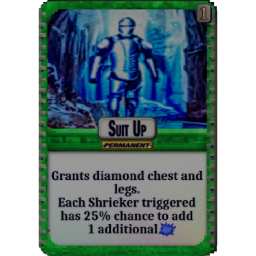 1
Suit Up
PERMANENT
Grants diamond chest and
legs.
Each Shrieker triggered
has 25% chance to add
1 additional